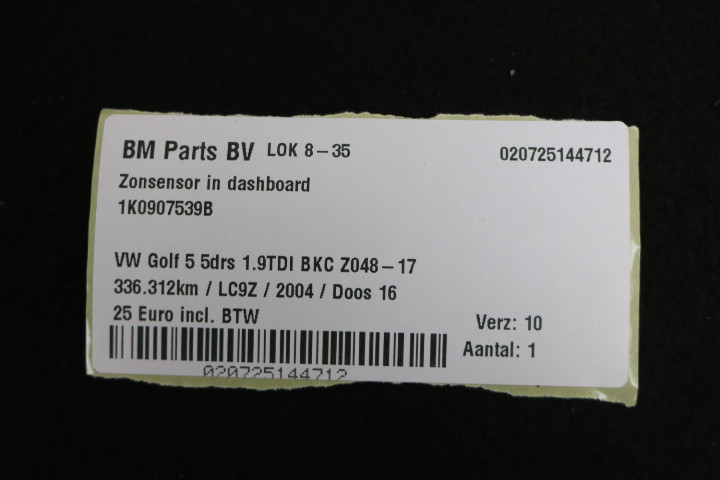 BM Parts BV LOK 8-35 020725144712
Zonsensor in dashboard
1K0907539B
VW Golf 5 5drs 1.9TDI BKC Z048-17
336.312km / LC9Z / 2004 / Doos 16
25 Euro incl. BTW
Verz: 10
Aantal: 1
020725144712